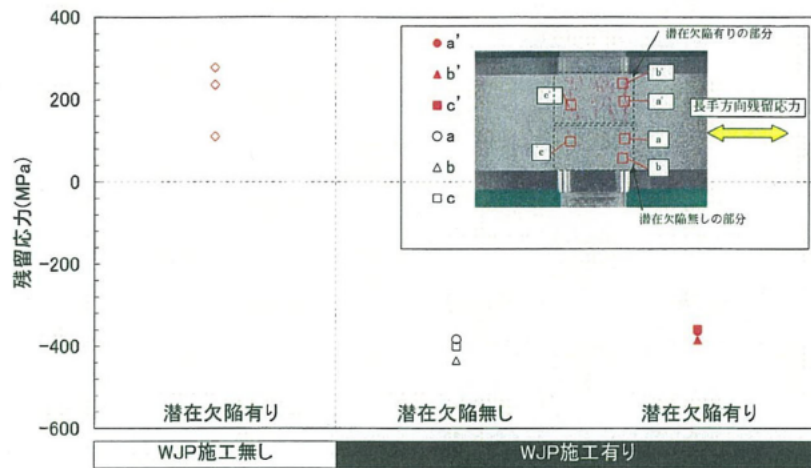 400
200
0
-200
-400
-600
残留応力(MPa)
a'
b'
c'
a
b
c
潜在欠陥有りの部分
b'
a'
c'
c
a
b
長手方向残留応力
潜在欠陥無しの部分
潜在欠陥有り
潜在欠陥無し
潜在欠陥有り
WJP施工無し
WJP施工有り